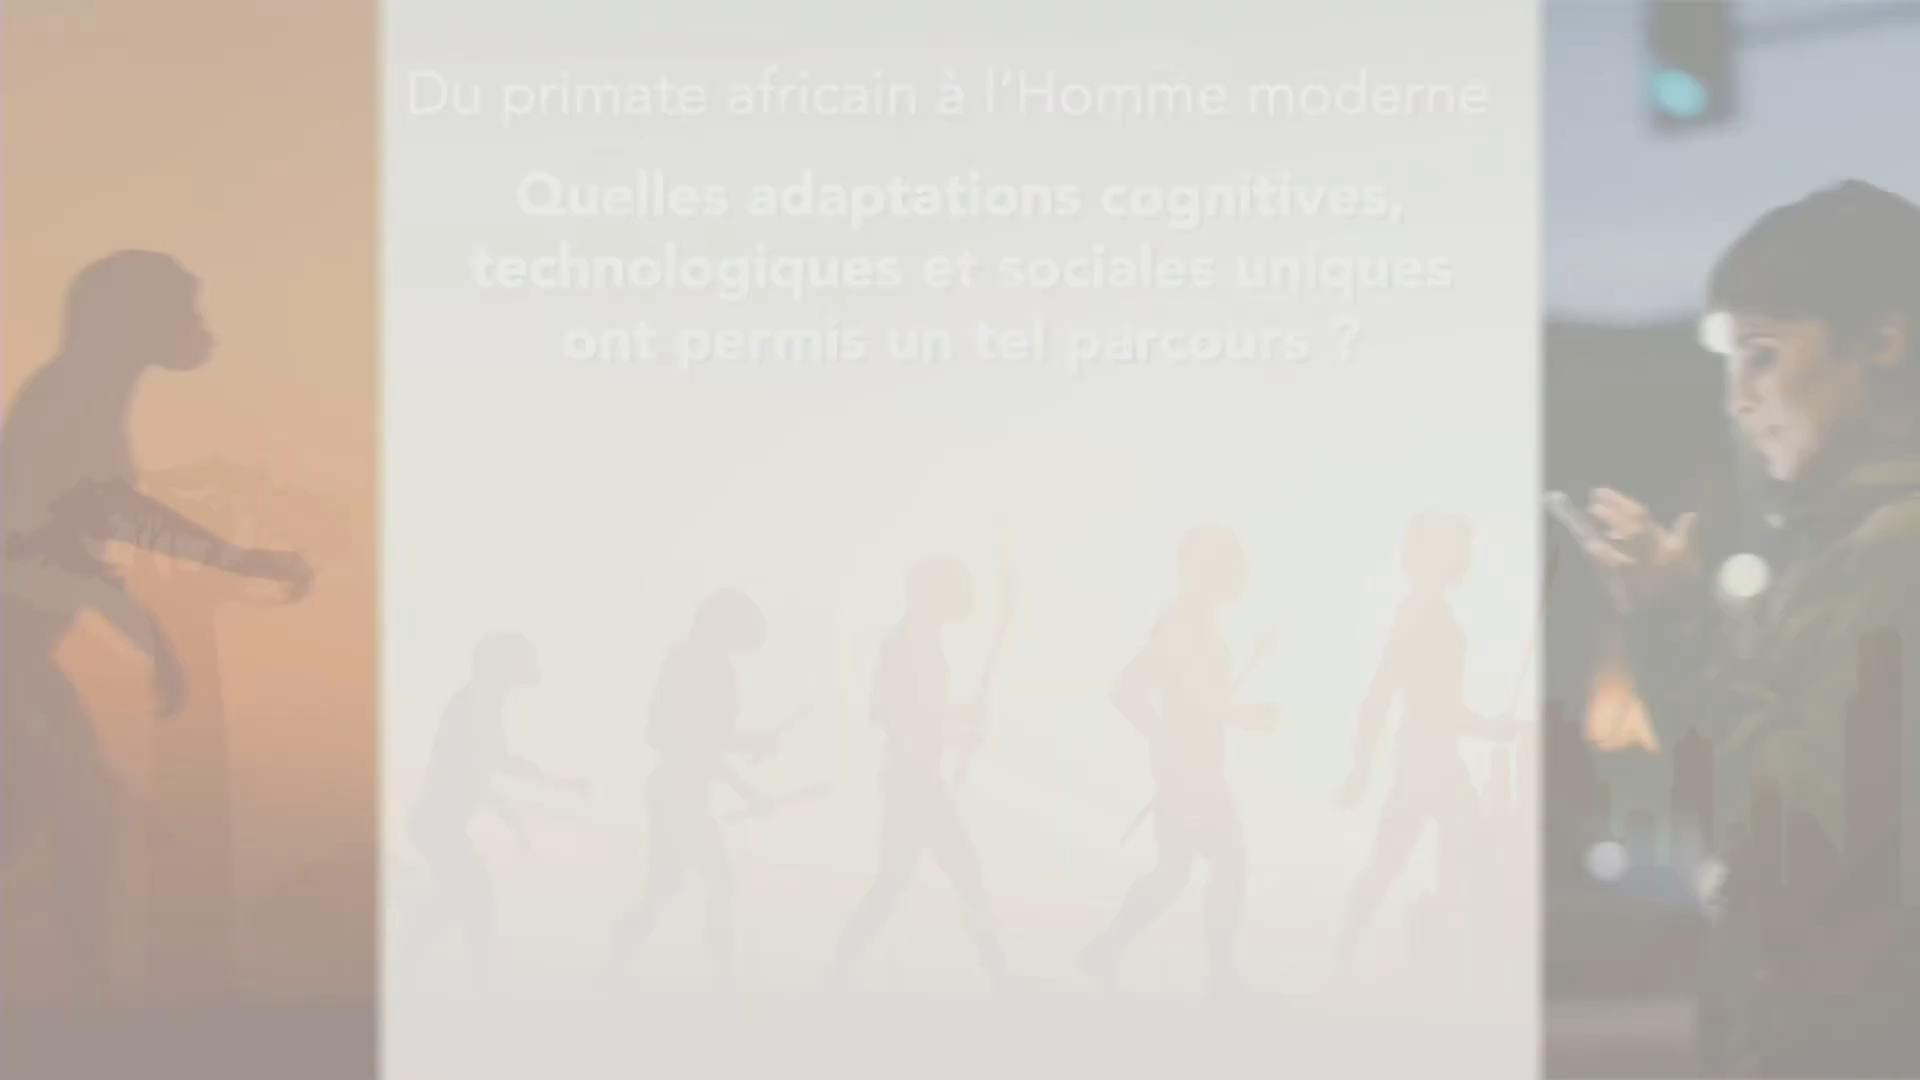 Du primate africain à l'Homme moderne
Quelles adaptations cognitives,
technologiques et sociales uniques
ont permis un tel parcours ?